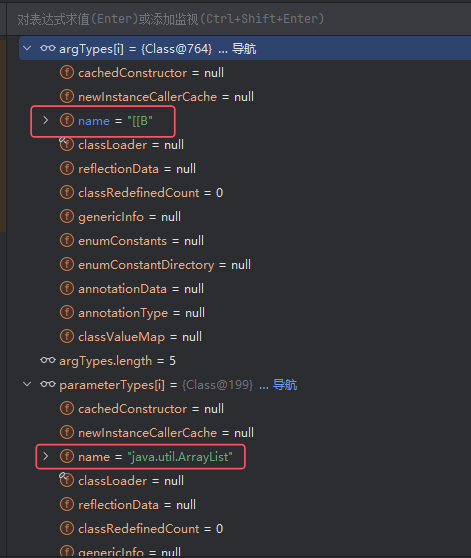 对表达式求值(Enter)或添加监视(Ctrl+Shift+Enter)
argTypes[i] = {Class@764} ... 导航
cachedConstructor = null
newInstanceCallerCache = null
name = "[[B"
classLoader = null
reflectionData = null
classRedefinedCount = 0
genericInfo = null
enumConstants = null
enumConstantDirectory = null
annotationData = null
annotationType = null
classValueMap = null
argTypes.length = 5
parameterTypes[i] = {Class@199} ... 导航
cachedConstructor = null
newInstanceCallerCache = null
name = "java.util.ArrayList"
classLoader = null
reflectionData = null
classRedefinedCount = 0
genericInfo = null